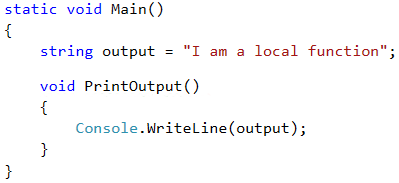 static void Main()
{
    string output = "I am a local function";
    void PrintOutput()
    {
        Console.WriteLine(output);
    }
}